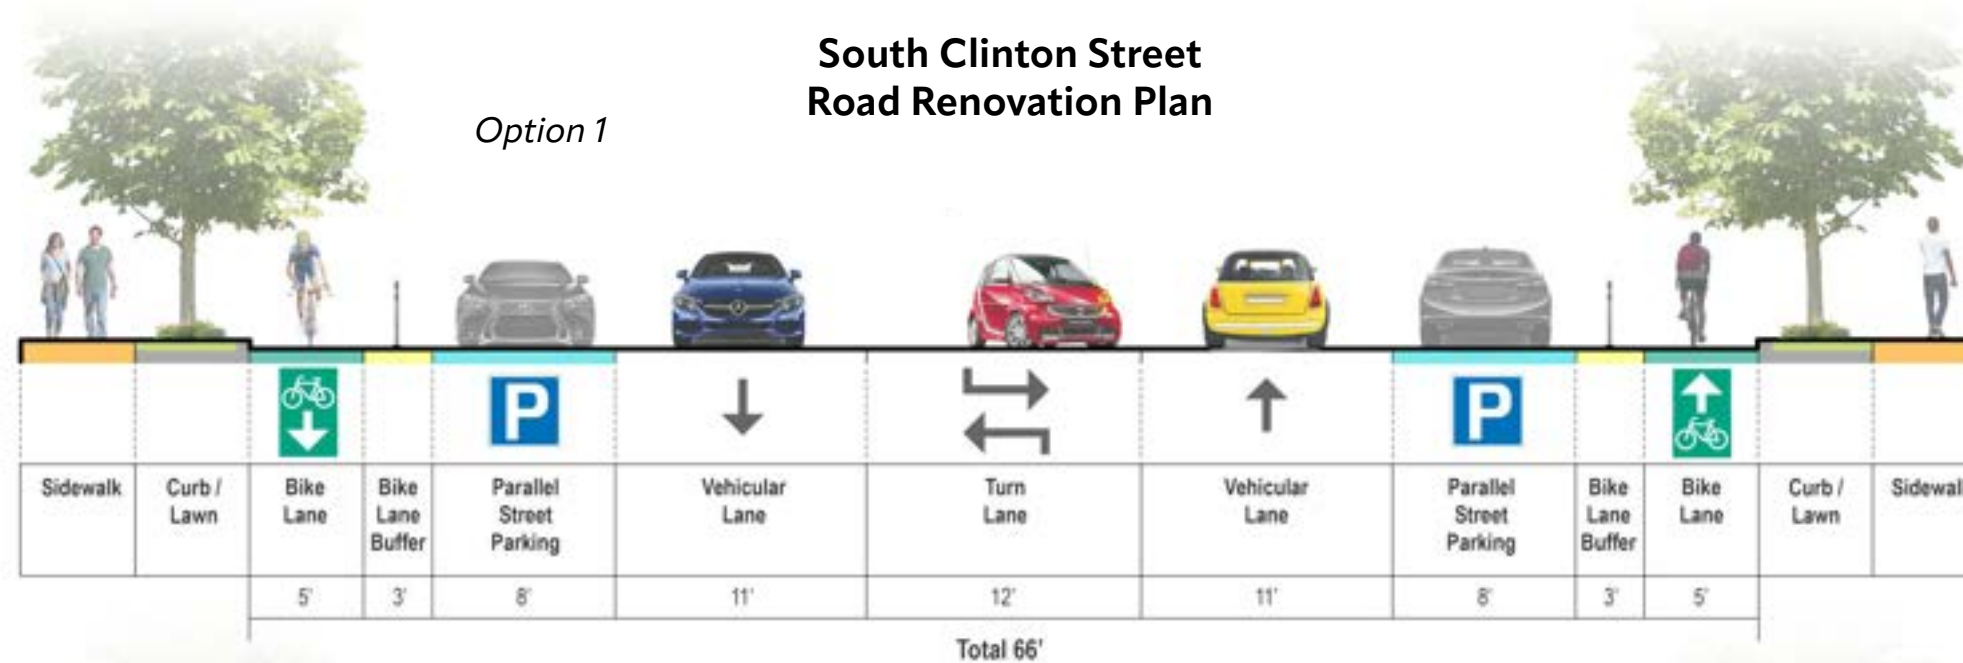 South Clinton Street
Road Renovation Plan
Option 1
P
P
Sidewalk
Curb /
Lawn
Bike
Lane
Bike
Lane
Buffer
Parallel
Street
Parking
Vehicular
Lane
Turn
Lane
Vehicular
Lane
Parallel
Street
Parking
Bike
Lane
Buffer
Bike
Lane
Curb /
Lawn
Sidewal
5'
3'
8'
11'
12'
11'
8'
3'
5'
Total 66'